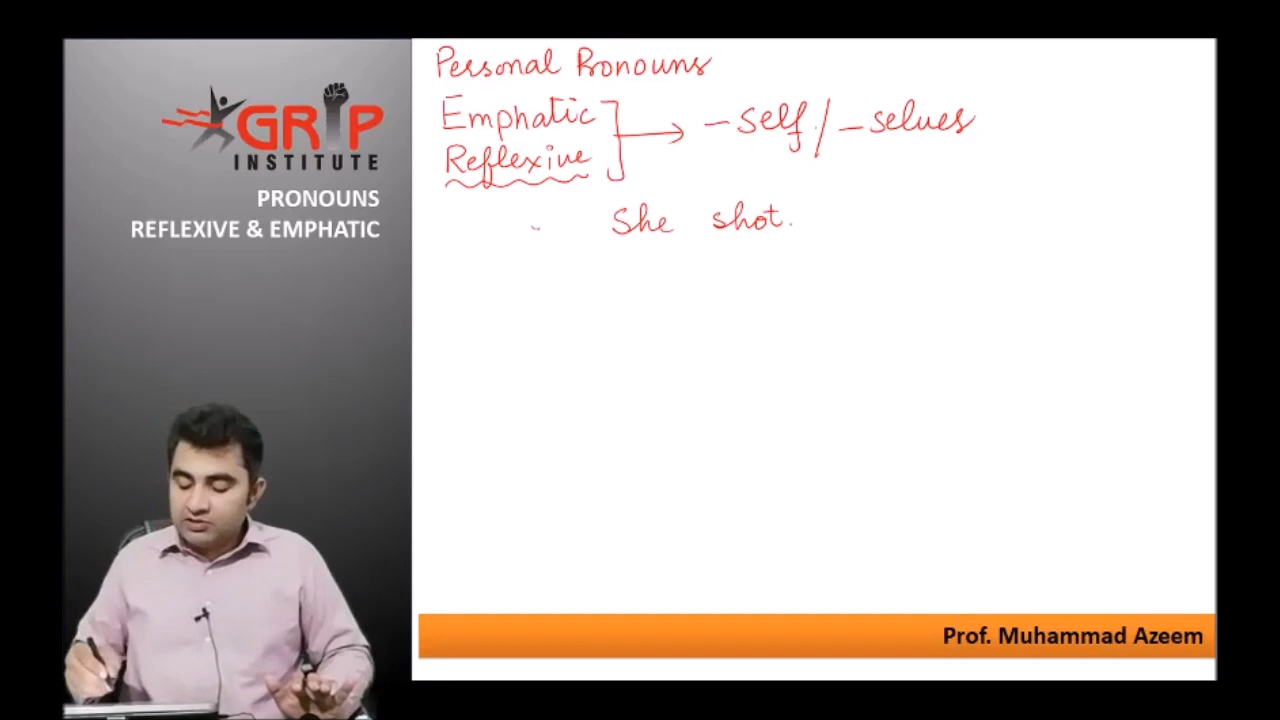 GRIP
INSTITUTE
PRONOUNS
REFLEXIVE & EMPHATIC
Personal Pronouns
Emphatic
Reflexive
-self/-selves
She shot.
Prof. Muhammad Azeem